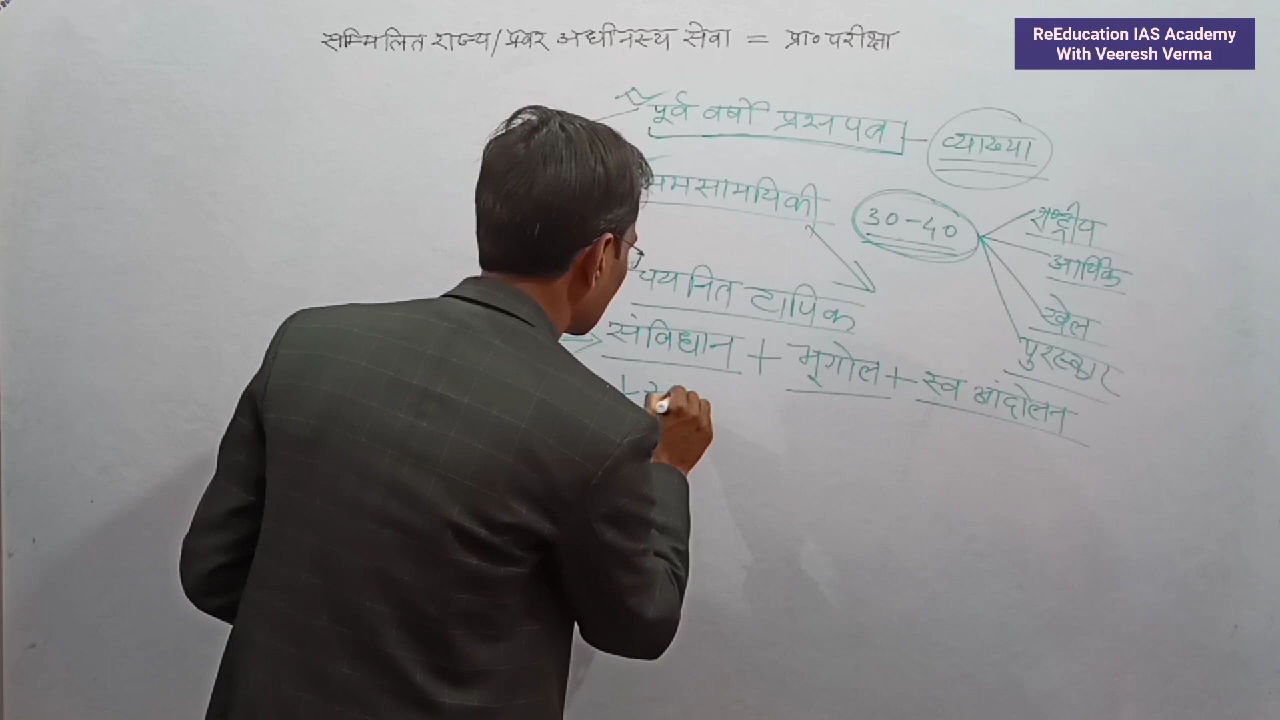 सम्मिलित राज्य/प्रवर अधीनस्थ सेवा = प्रा० परीक्षा
ReEducation IAS Academy
With Veeresh Verma
पूर्व वर्षों प्रश्न पत्र - व्याख्या
समसामयिकी
30-40
राष्ट्रीय
आर्थिक
खेल
पुरस्कार
चयनित टापिक
संविधान + भूगोल + स्व आंदोलन